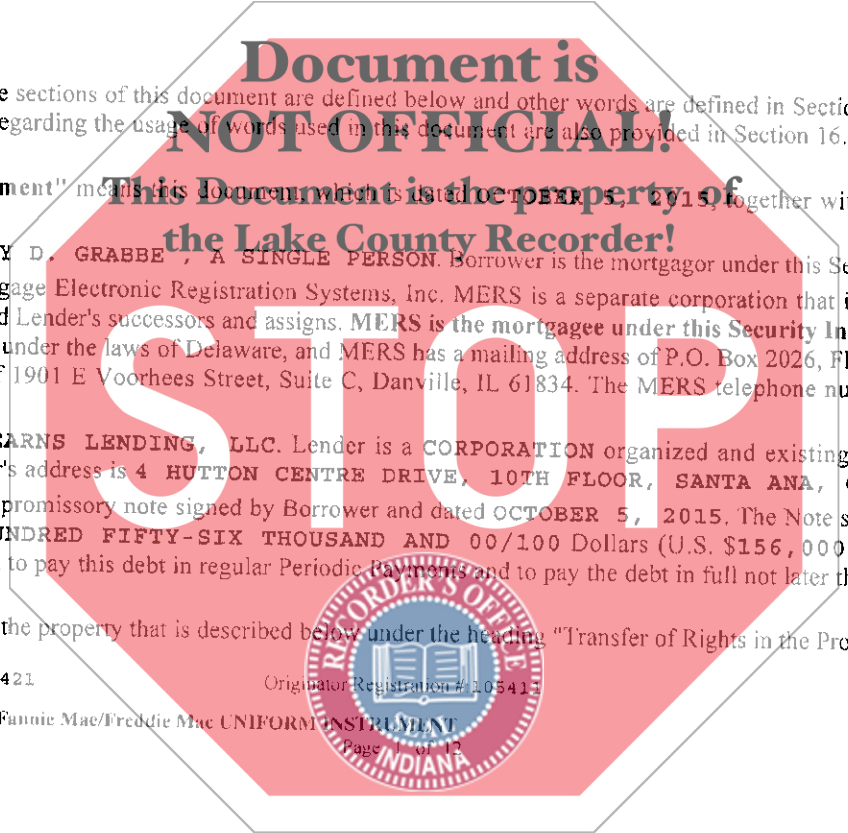 Document is
NOT OFFICIAL!
This Document is the property of
the Lake County Recorder!
STOP
e sections of this document are defined below and other words are defined in Sectio
egarding the usage of words used in this document are also provided in Section 16.
ment" means this document, which is dated OCTOBER 5, 2015, together wi
Y D. GRABBE , A SINGLE PERSON. Borrower is the mortgagor under this Se
gage Electronic Registration Systems, Inc. MERS is a separate corporation that i
d Lender's successors and assigns. MERS is the mortgagee under this Security In
under the laws of Delaware, and MERS has a mailing address of P.O. Box 2026, Fl
f 1901 E Voorhees Street, Suite C, Danville, IL 61834. The MERS telephone nu
EARNS LENDING, LLC. Lender is a CORPORATION organized and existing
r's address is 4 HUTTON CENTRE DRIVE, 10TH FLOOR, SANTA ANA,
promissory note signed by Borrower and dated OCTOBER 5, 2015. The Note s
UNDRED FIFTY-SIX THOUSAND AND 00/100 Dollars (U.S. $156,000
to pay this debt in regular Periodic Payments and to pay the debt in full not later th
the property that is described below under the heading "Transfer of Rights in the Pro
421
Originator Registration # 105411
Fannie Mae/Freddie Mac UNIFORM INSTRUMENT
Page 1 of 12
RECORDER'S OFFICE
INDIANA